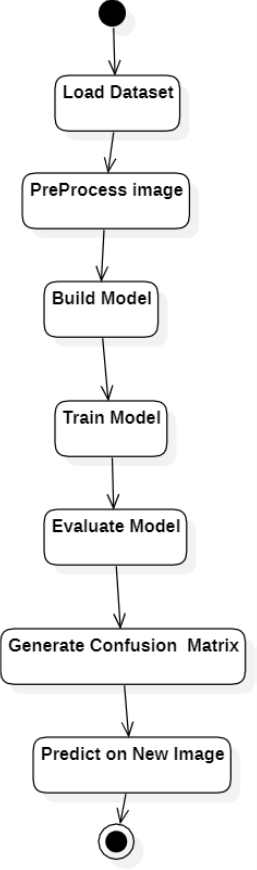 Load Dataset
PreProcess image
Build Model
Train Model
Evaluate Model
Generate Confusion  Matrix
Predict on New Image